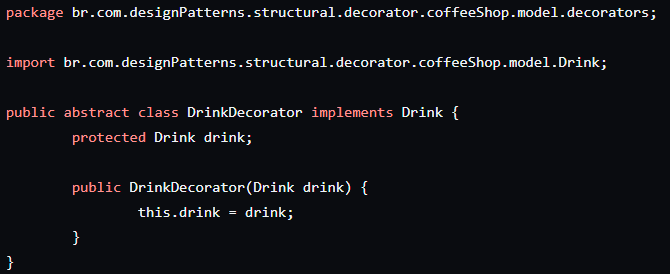 package br.com.designPatterns.structural.decorator.coffeeShop.model.decorators;
import br.com.designPatterns.structural.decorator.coffeeShop.model.Drink;
public abstract class DrinkDecorator implements Drink {
protected Drink drink;
public DrinkDecorator(Drink drink) {
this.drink = drink;
}
}